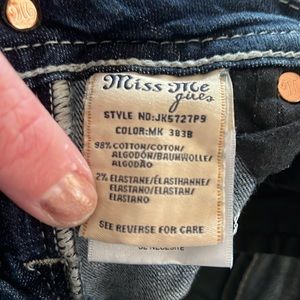 Miss Me
girls
STYLE NO:JK5727P9
COLOR:MK 383B
98% COTTON/COTON/
ALGODÓN/BAUMWOLLE/
ALGODÃO
2% ELASTANE/ÉLASTHANNE/
ELASTANO/ELASTAN/
ELASTANO
SEE REVERSE FOR CARE